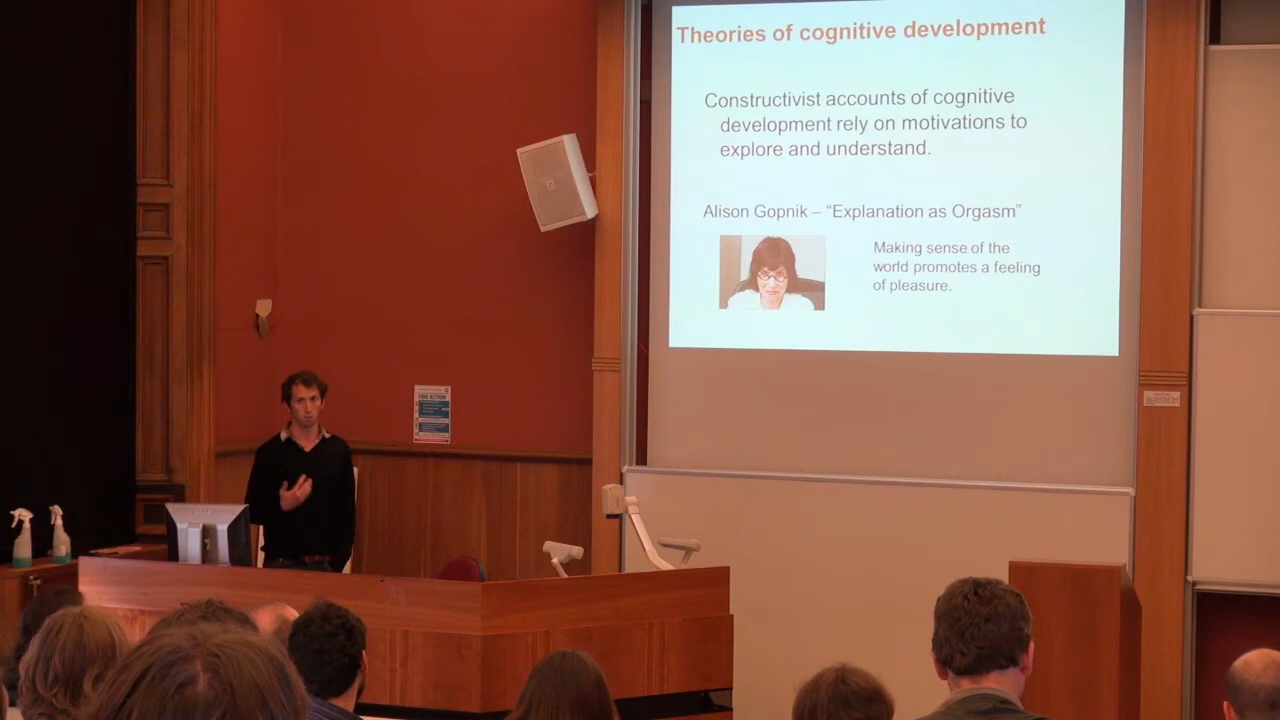 Theories of cognitive development
Constructivist accounts of cognitive
development rely on motivations to
explore and understand.
Alison Gopnik – “Explanation as Orgasm”
Making sense of the
world promotes a feeling
of pleasure.
FIRE ACTION